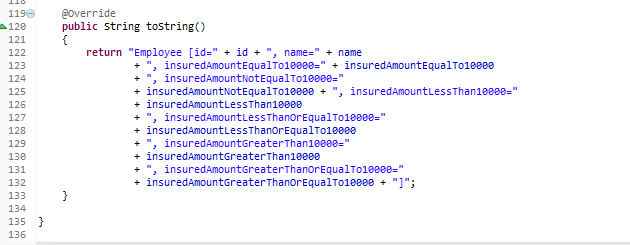 118
119 @Override
120 public String toString()
121 {
122 return "Employee [id=" + id + ", name=" + name
123 + ", insuredAmountEqualTo10000=" + insuredAmountEqualTo10000
124 + ", insuredAmountNotEqualTo10000="
125 + insuredAmountNotEqualTo10000 + ", insuredAmountLessThan10000="
126 + insuredAmountLessThan10000
127 + ", insuredAmountLessThanOrEqualTo10000="
128 + insuredAmountLessThanOrEqualTo10000
129 + ", insuredAmountGreaterThan10000="
130 + insuredAmountGreaterThan10000
131 + ", insuredAmountGreaterThanOrEqualTo10000="
132 + insuredAmountGreaterThanOrEqualTo10000 + "]";
133 }
134
135 }
136